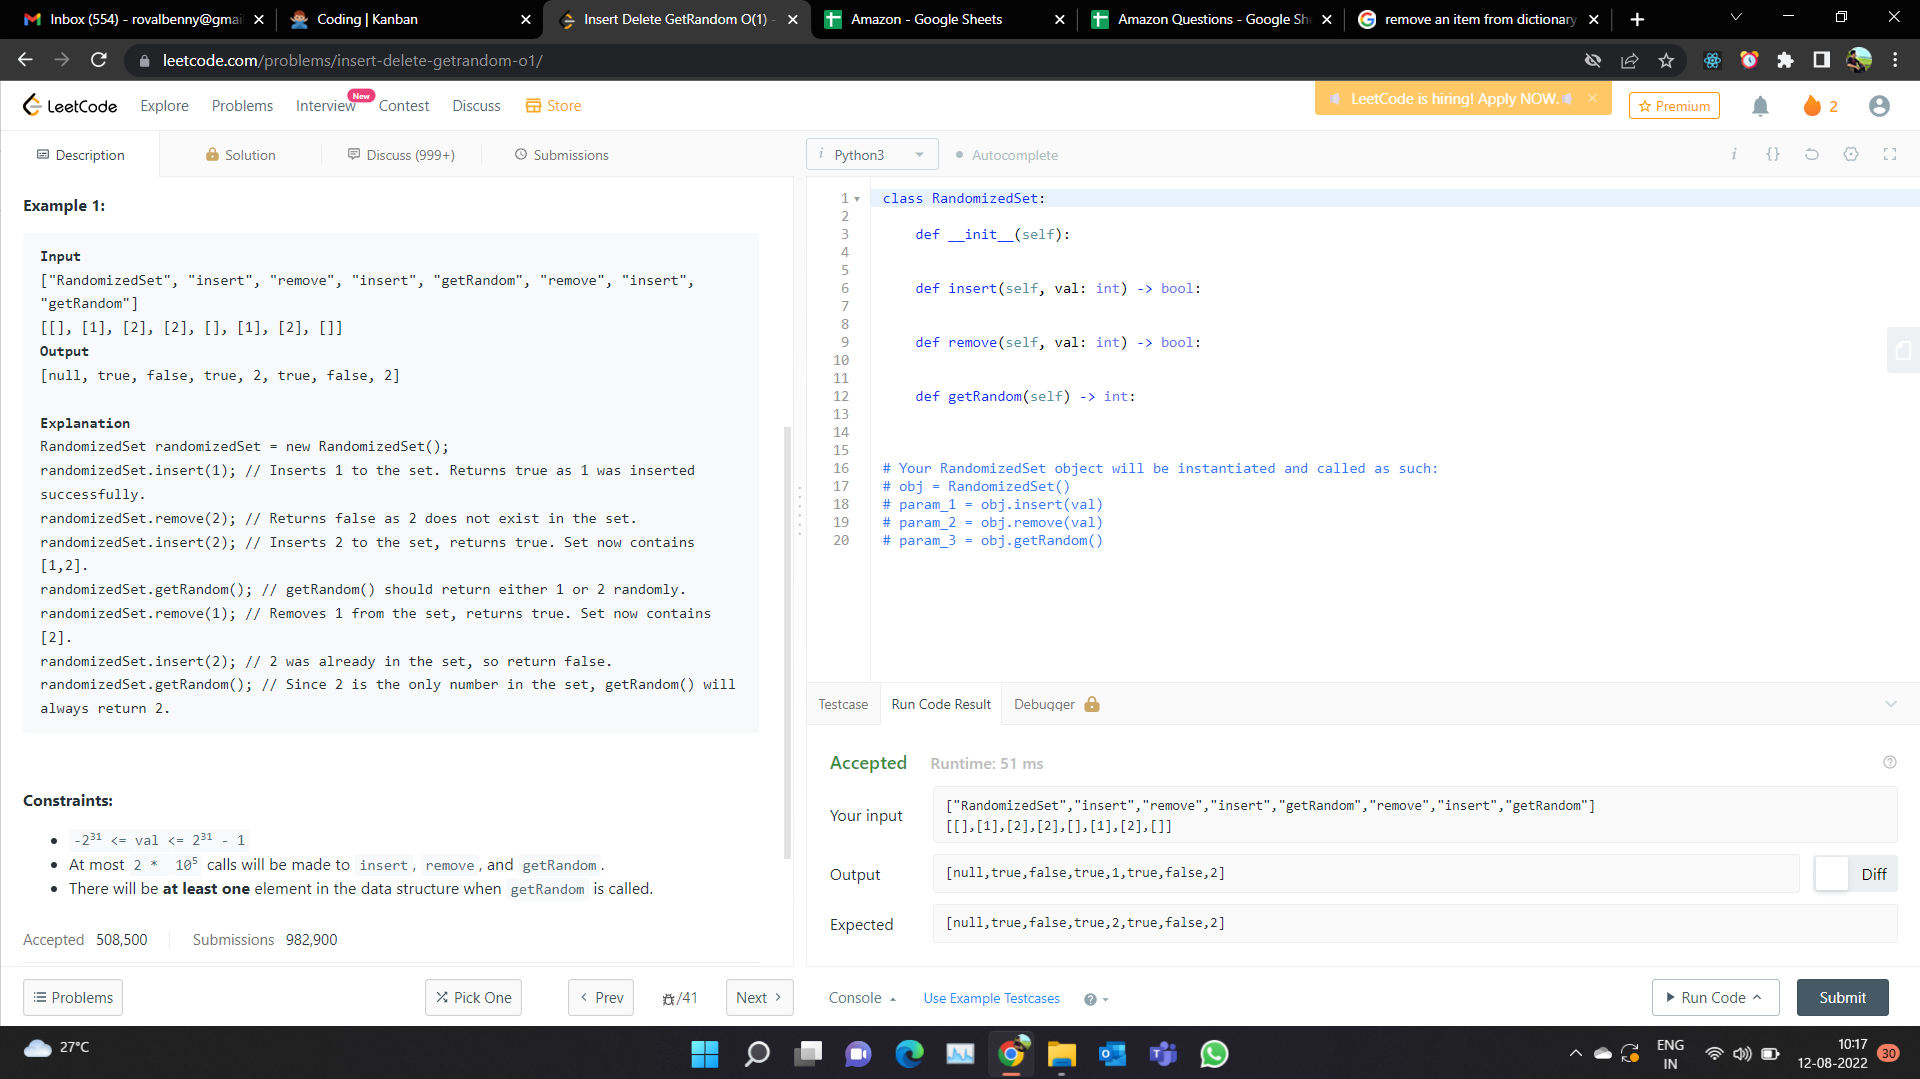 Inbox (554) - rovalbenny@gmai
Coding | Kanban
Insert Delete GetRandom O(1) -
Amazon - Google Sheets
Amazon Questions - Google She
remove an item from dictionary
leetcode.com/problems/insert-delete-getrandom-o1/
LeetCode
Explore
Problems
Interview
New
Contest
Discuss
Store
LeetCode is hiring! Apply NOW.
Premium
2
Description
Solution
Discuss (999+)
Submissions
i Python3
Autocomplete
i {}
Example 1:
Input
["RandomizedSet", "insert", "remove", "insert", "getRandom", "remove", "insert",
"getRandom"]
[[], [1], [2], [2], [], [1], [2], []]
Output
[null, true, false, true, 2, true, false, 2]
Explanation
RandomizedSet randomizedSet = new RandomizedSet();
randomizedSet.insert(1); // Inserts 1 to the set. Returns true as 1 was inserted
successfully.
randomizedSet.remove(2); // Returns false as 2 does not exist in the set.
randomizedSet.insert(2); // Inserts 2 to the set, returns true. Set now contains
[1,2].
randomizedSet.getRandom(); // getRandom() should return either 1 or 2 randomly.
randomizedSet.remove(1); // Removes 1 from the set, returns true. Set now contains
[2].
randomizedSet.insert(2); // 2 was already in the set, so return false.
randomizedSet.getRandom(); // Since 2 is the only number in the set, getRandom() will
always return 2.
Constraints:
-2³¹ <= val <= 2³¹ - 1
At most 2 * 10⁵ calls will be made to insert, remove, and getRandom.
There will be at least one element in the data structure when getRandom is called.
Accepted 508,500
Submissions 982,900
Problems
Pick One
Prev
/41
Next
1 class RandomizedSet:
2
3 def __init__(self):
4
5
6 def insert(self, val: int) -> bool:
7
8
9 def remove(self, val: int) -> bool:
10
11
12 def getRandom(self) -> int:
13
14
15
16 # Your RandomizedSet object will be instantiated and called as such:
17 # obj = RandomizedSet()
18 # param_1 = obj.insert(val)
19 # param_2 = obj.remove(val)
20 # param_3 = obj.getRandom()
Testcase
Run Code Result
Debugger
Accepted
Runtime: 51 ms
Your input
["RandomizedSet","insert","remove","insert","getRandom","remove","insert","getRandom"]
[[],[1],[2],[2],[],[1],[2],[]]
Output
[null,true,false,true,1,true,false,2]
Diff
Expected
[null,true,false,true,2,true,false,2]
Console
Use Example Testcases
Run Code
Submit
27°C
ENG
IN
10:17
12-08-2022
30